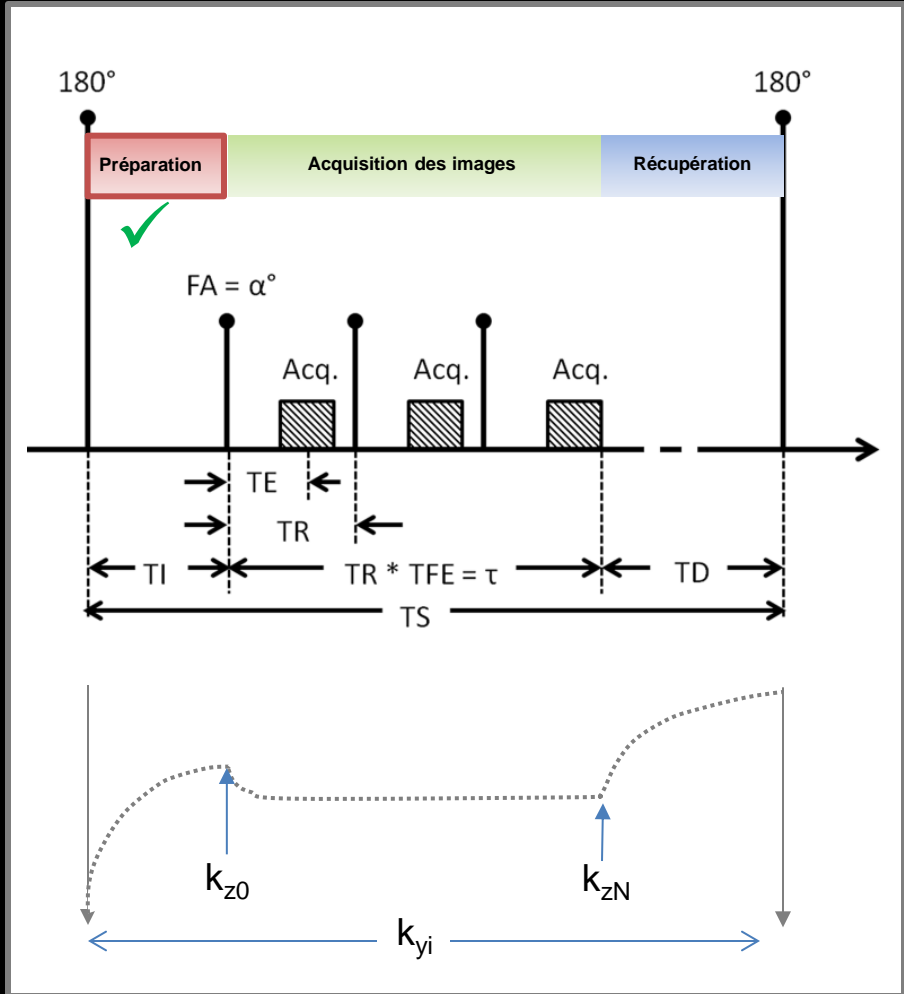 180° 180°
Préparation Acquisition des images Récupération
FA = α°
Acq. Acq. Acq.
TE
TR
TI TR * TFE = τ TD
TS
kz0 kzN
kyi